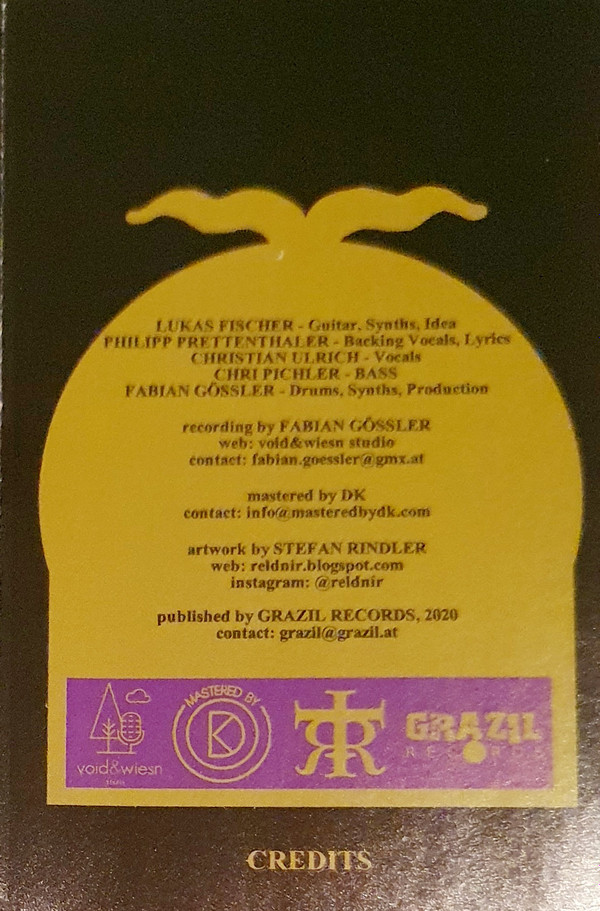 LUKAS FISCHER - Guitar, Synths, Idea
PHILIPP PRETTENTHALER - Backing Vocals, Lyrics
CHRISTIAN ULRICH - Vocals
CHRI PICHLER - BASS
FABIAN GÖSSLER - Drums, Synths, Production
recording by FABIAN GÖSSLER
web: void&wiesn studio
contact: fabian.goessler@gmx.at
mastered by DK
contact: info@masteredbydk.com
artwork by STEFAN RINDLER
web: reldnir.blogspot.com
instagram: @reldnir
published by GRAZIL RECORDS, 2020
contact: grazil@grazil.at
void&wiesn
MASTERED BY
DK
GRAZIL
RECORDS
CREDITS